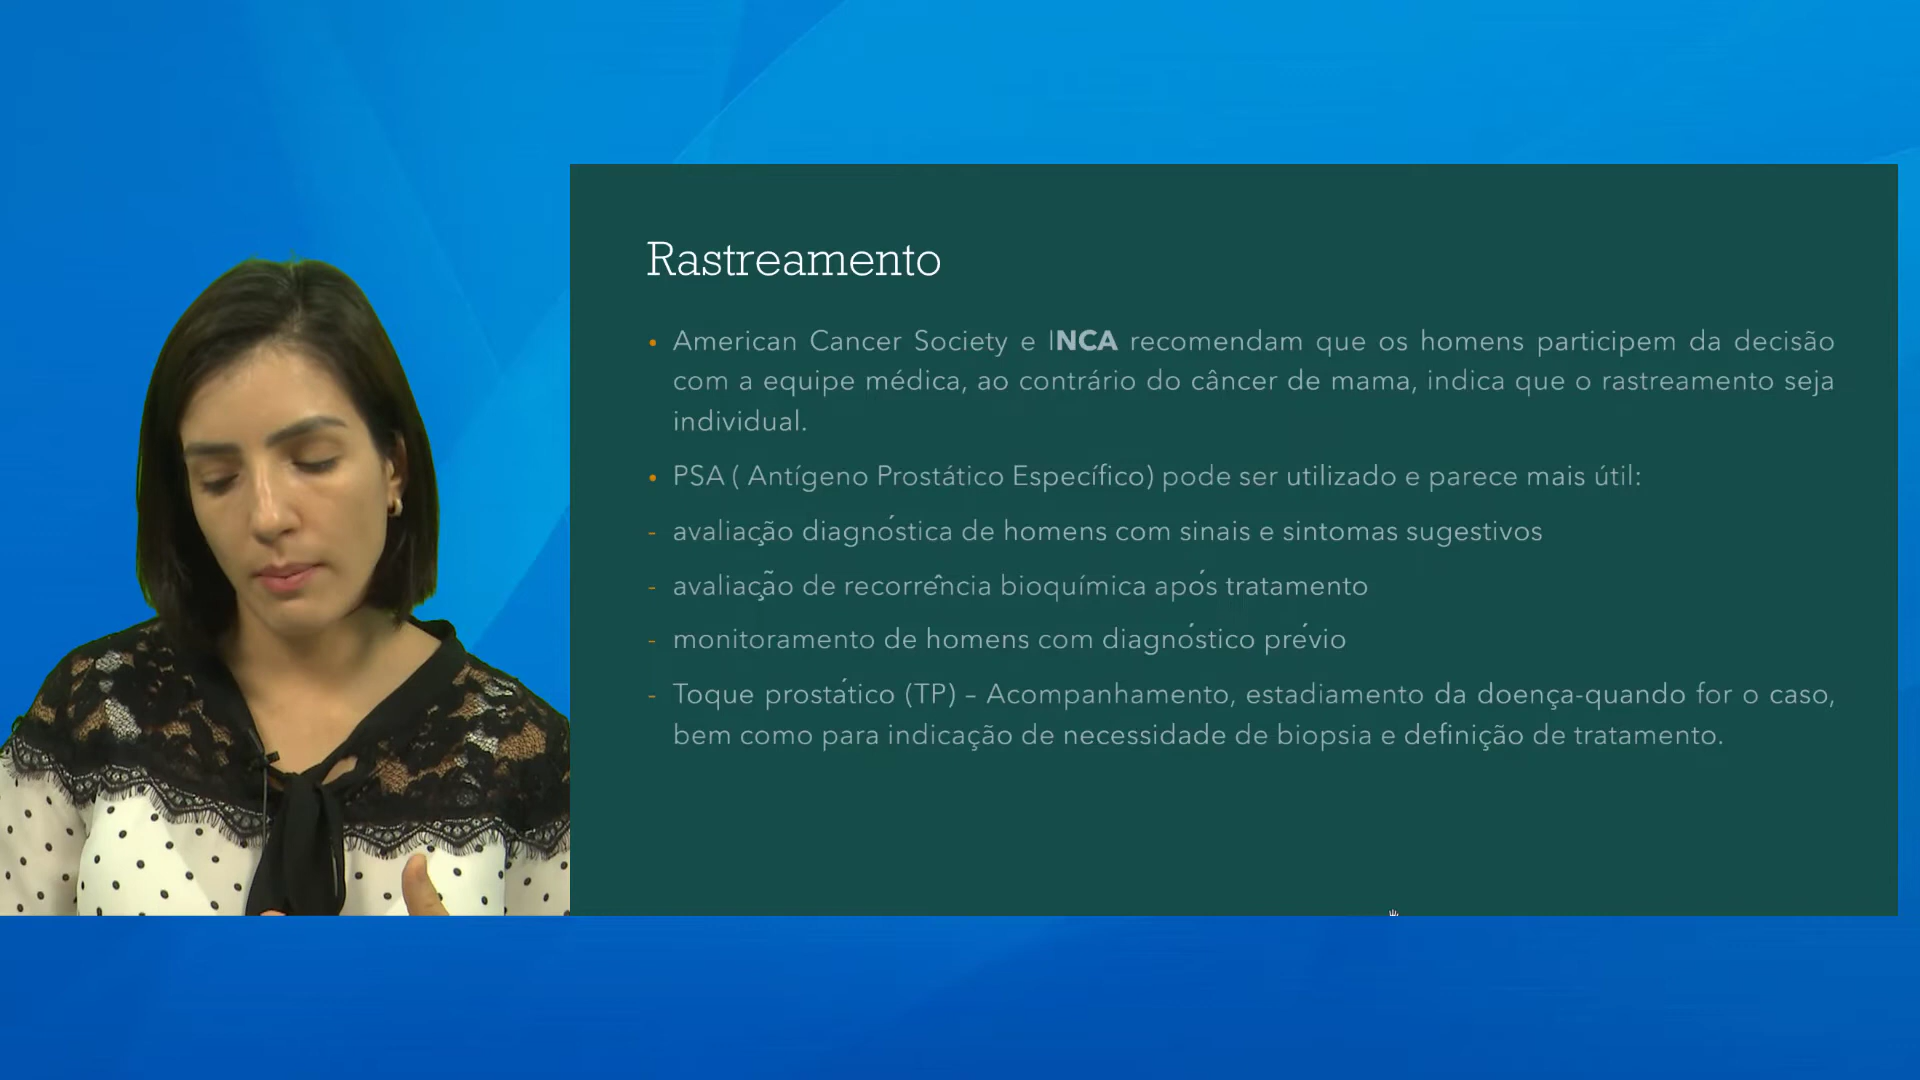 Rastreamento
• American Cancer Society e INCA recomendam que os homens participem da decisão
com a equipe médica, ao contrário do câncer de mama, indica que o rastreamento seja
individual.
• PSA ( Antígeno Prostático Específico) pode ser utilizado e parece mais útil:
- avaliação diagnóstica de homens com sinais e sintomas sugestivos
- avaliação de recorrência bioquímica após tratamento
- monitoramento de homens com diagnóstico prévio
- Toque prostático (TP) – Acompanhamento, estadiamento da doença-quando for o caso,
bem como para indicação de necessidade de biopsia e definição de tratamento.